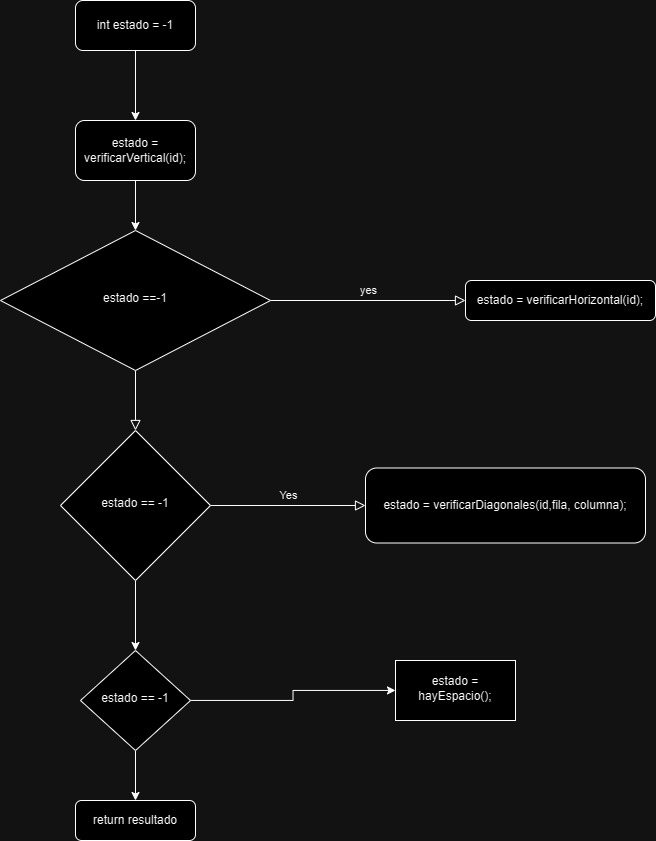 int estado = -1
estado =
verificarVertical(id);
estado ==-1
yes
estado = verificarHorizontal(id);
estado == -1
Yes
estado = verificarDiagonales(id,fila, columna);
estado == -1
estado =
hayEspacio();
return resultado